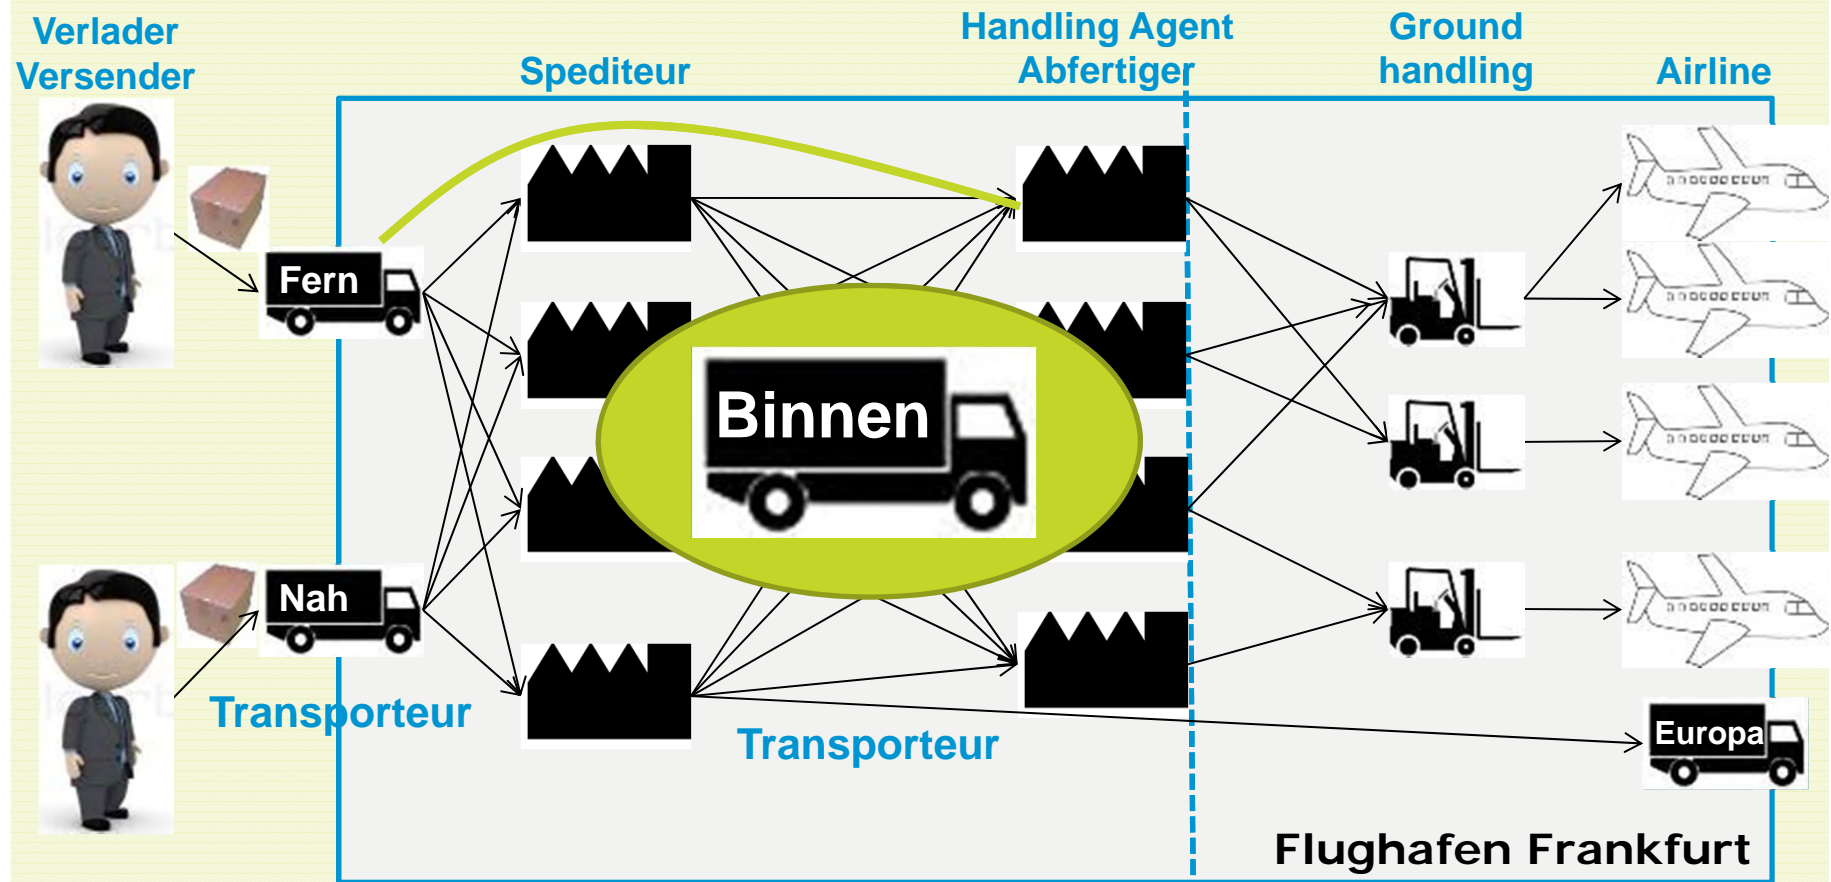 Verlader
Versender
Spediteur
Handling Agent
Abfertiger
Ground
handling
Airline
Fern
Binnen
Nah
Transporteur
Transporteur
Europa
Flughafen Frankfurt